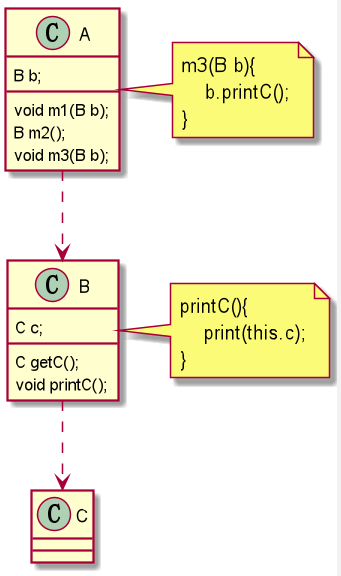 C A
B b;
void m1(B b);
B m2();
void m3(B b);
m3(B b){
b.printC();
}
C B
C c;
C getC();
void printC();
printC(){
print(this.c);
}
C C